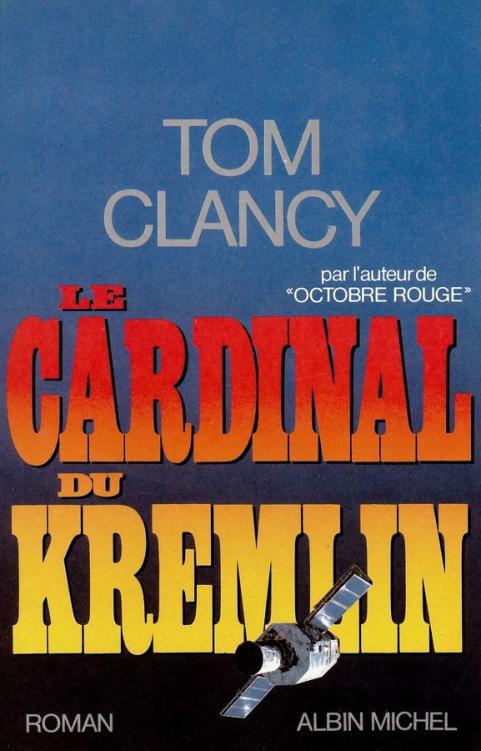 TOM
CLANCY
par l'auteur de
«OCTOBRE ROUGE»
LE
CARDINAL
DU
KREMLIN
ROMAN
ALBIN MICHEL